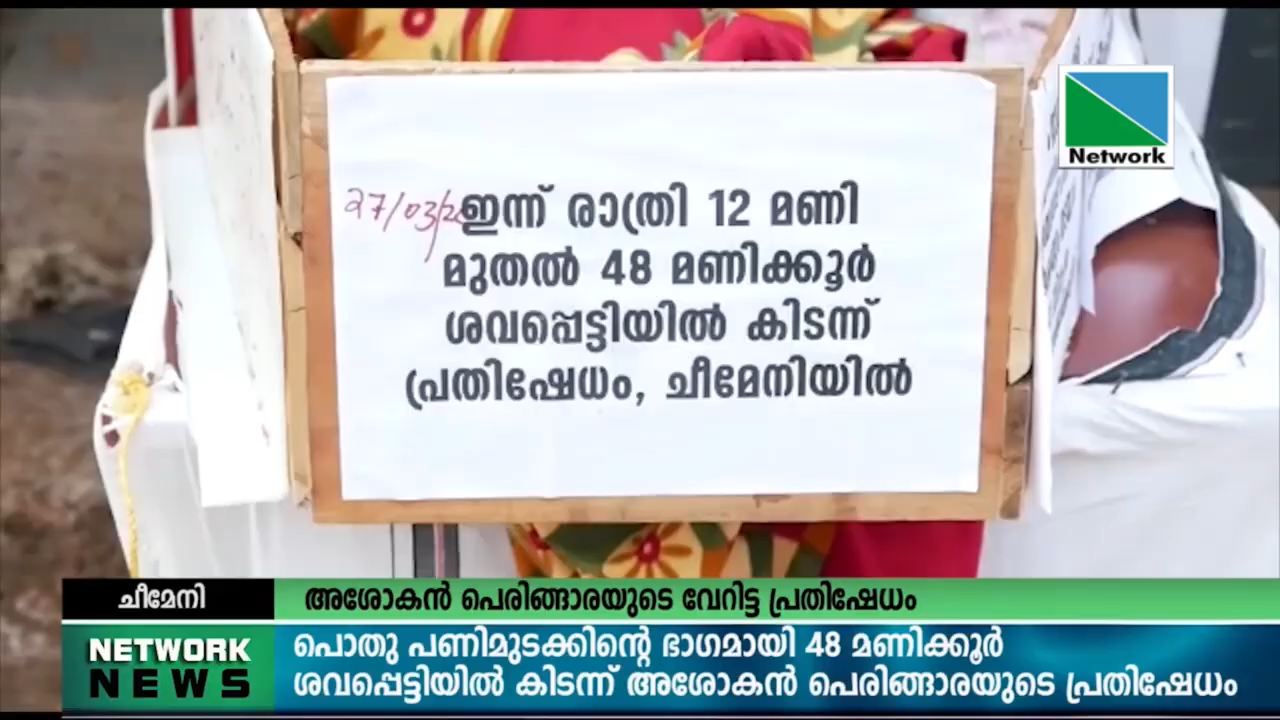 Network
27/03/2
ഇന്ന് രാത്രി 12 മണി
മുതൽ 48 മണിക്കൂർ
ശവപ്പെട്ടിയിൽ കിടന്ന്
പ്രതിഷേധം, ചീമേനിയിൽ
ചീമേനി
അശോകൻ പെരിങ്ങാരയുടെ വേറിട്ട പ്രതിഷേധം
NETWORK
NEWS
പൊതു പണിമുടക്കിന്റെ ഭാഗമായി 48 മണിക്കൂർ
ശവപ്പെട്ടിയിൽ കിടന്ന് അശോകൻ പെരിങ്ങാരയുടെ പ്രതിഷേധം